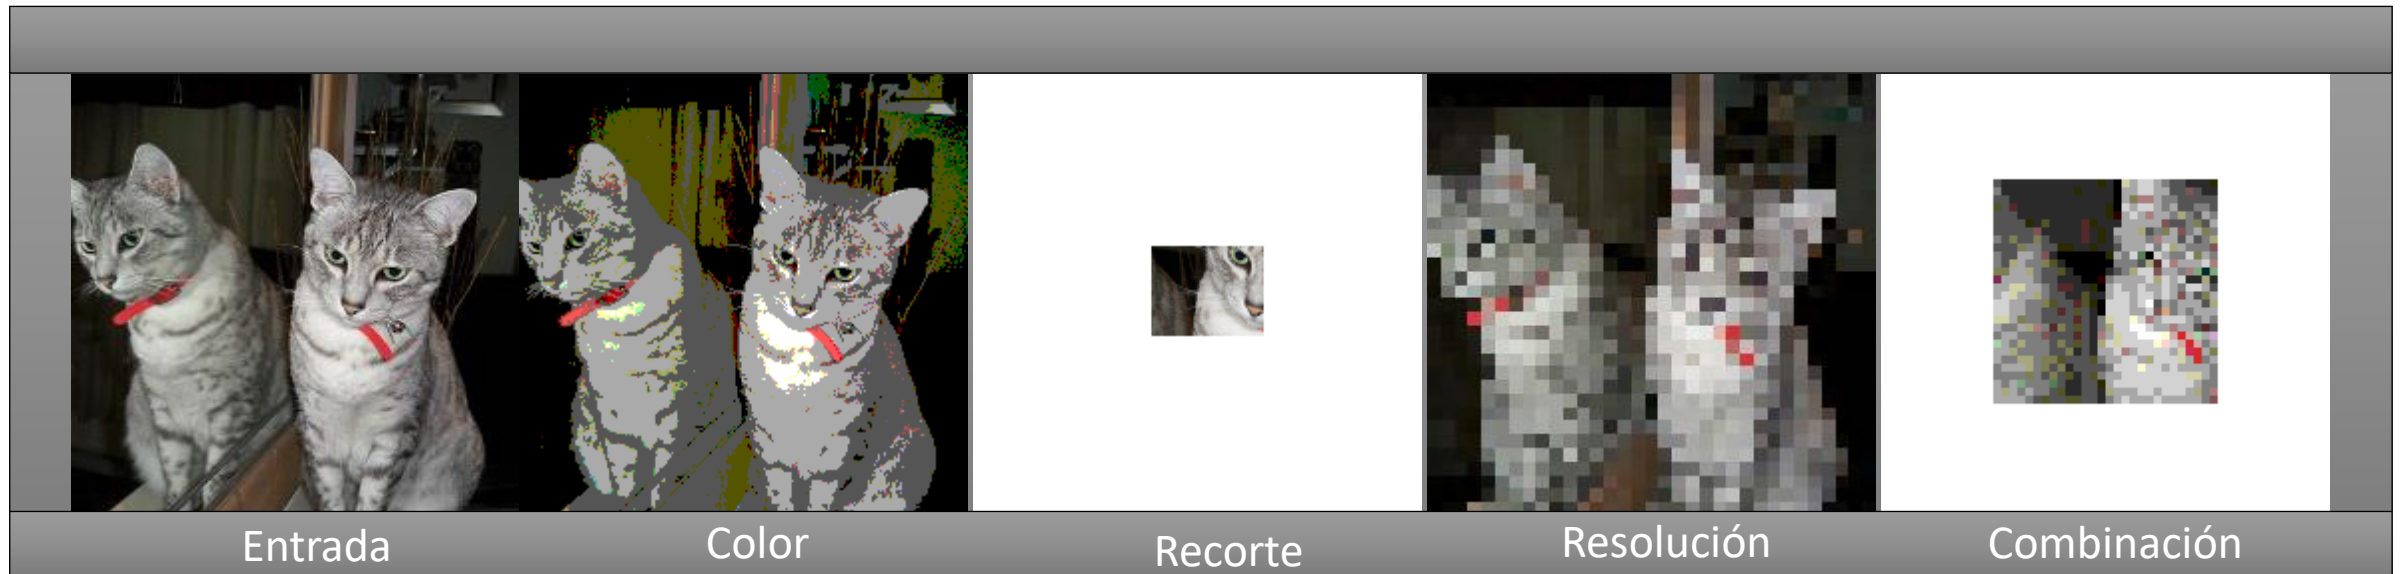 Entrada
Color
Recorte
Resolución
Combinación